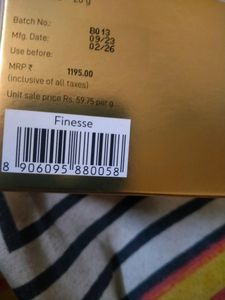 20 g
Batch No.: B013
Mfg. Date: 09/23
Use before: 02/26
MRP ₹ 1195.00
(inclusive of all taxes)
Unit sale price Rs. 59.75 per g
Finesse
8 906095 880058